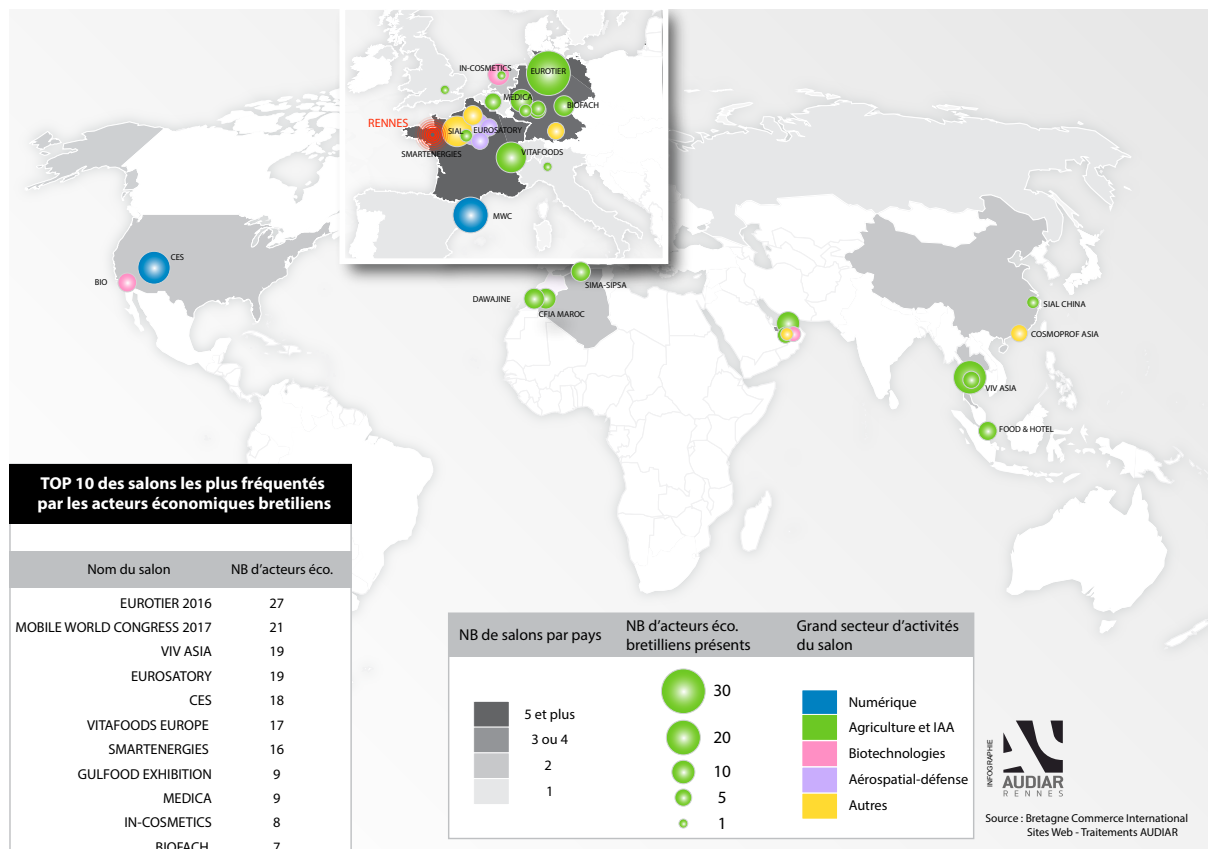 IN-COSMETICS
EUROTIER
MEDICA
BIOFACH
RENNES
SIAL
EUROSATORY
SMARTENERGIES
VITAFOODS
MWC
CES
BIO
SIMA-SIPSA
DAWAJINE
CFIA MAROC
SIAL CHINA
COSMOPROF ASIA
VIV ASIA
FOOD & HOTEL
TOP 10 des salons les plus fréquentés
par les acteurs économiques bretiliens
Nom du salon NB d'acteurs éco.
EUROTIER 2016 27
MOBILE WORLD CONGRESS 2017 21
VIV ASIA 19
EUROSATORY 19
CES 18
VITAFOODS EUROPE 17
SMARTENERGIES 16
GULFOOD EXHIBITION 9
MEDICA 9
IN-COSMETICS 8
BIOFACH 7
NB de salons par pays
5 et plus
3 ou 4
2
1
NB d'acteurs éco.
bretilliens présents
30
20
10
5
1
Grand secteur d'activités
du salon
Numérique
Agriculture et IAA
Biotechnologies
Aérospatial-défense
Autres
INFOGRAPHIE
AU
AUDIAR
RENNES
Source : Bretagne Commerce International
Sites Web - Traitements AUDIAR